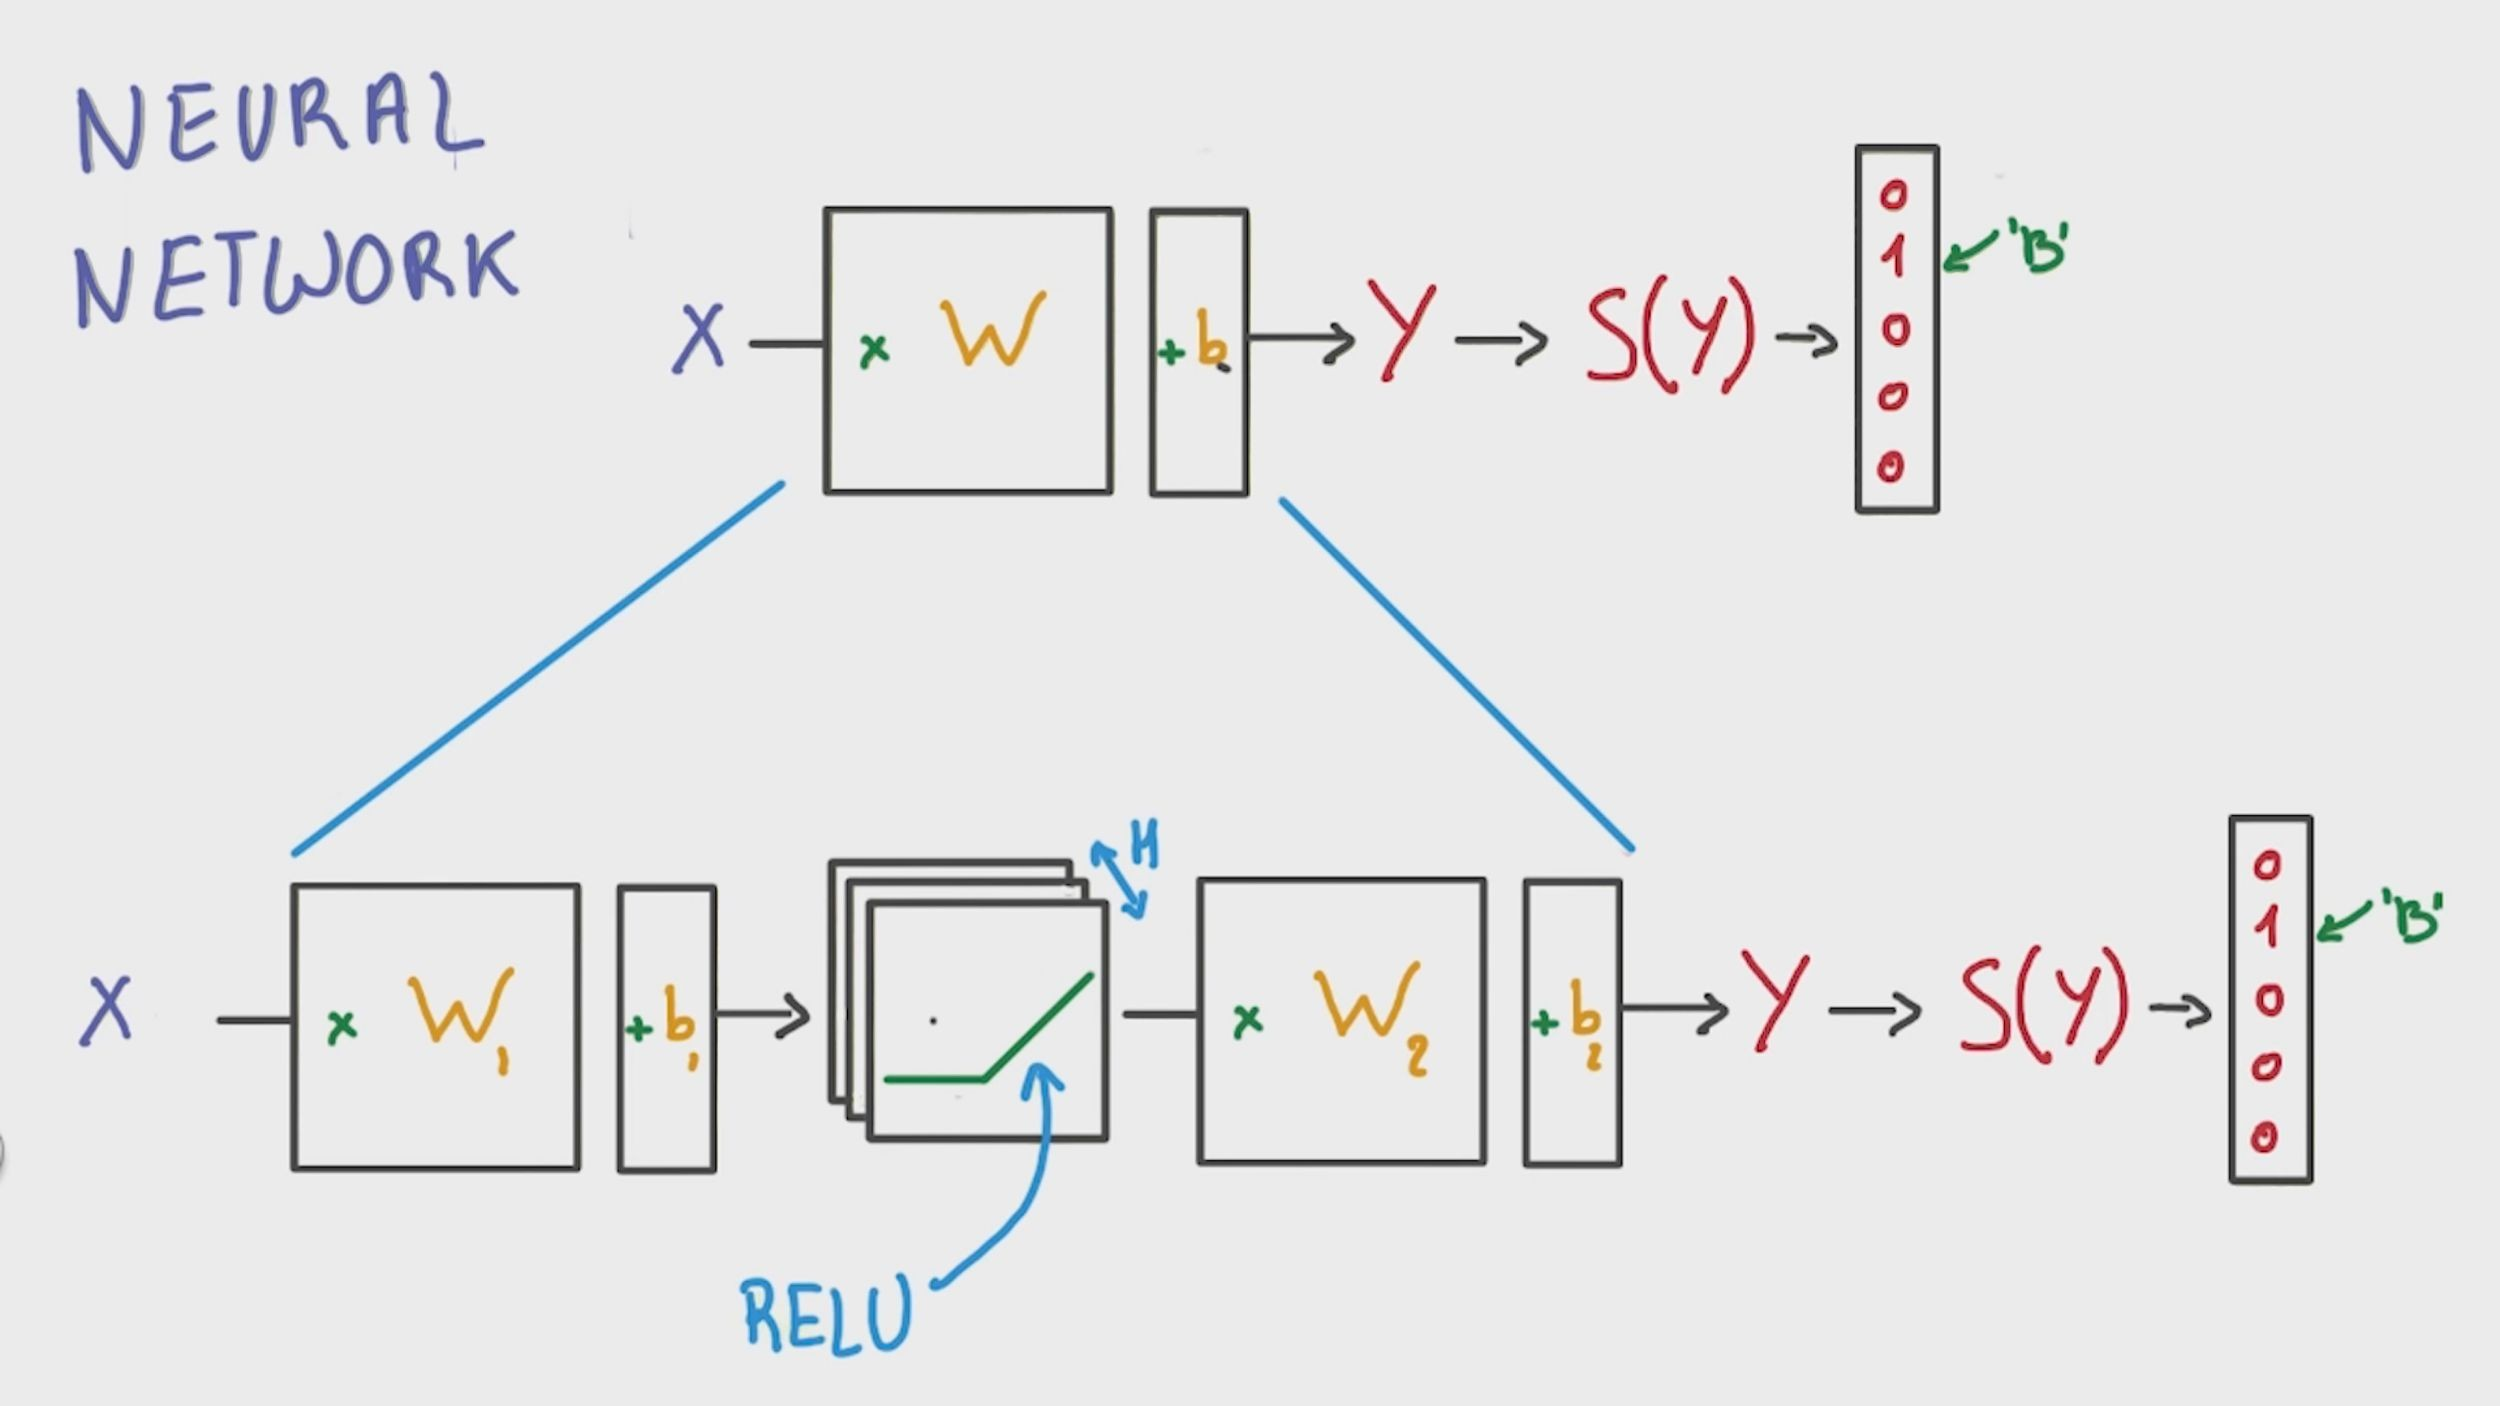 NEURAL
NETWORK
X × W + b → Y → S(Y) → 0 1 0 0 0 'B'
H
X × W1 + b1 → × W2 + b2 → Y → S(Y) → 0 1 0 0 0 'B'
RELU